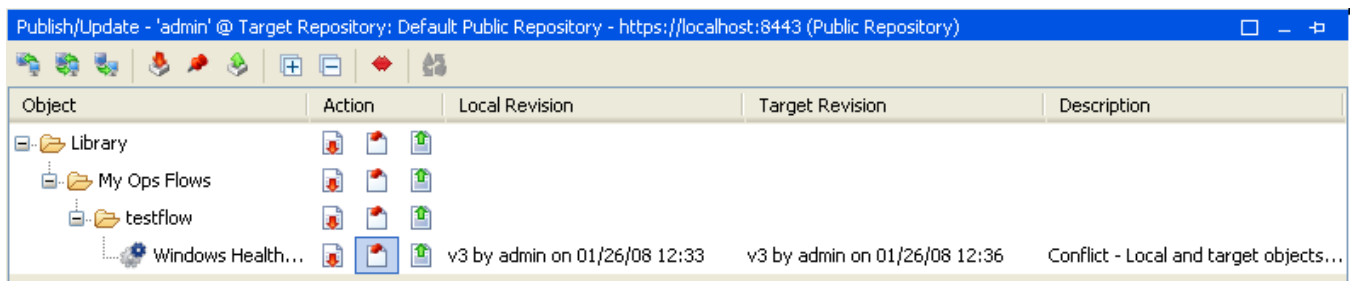 Publish/Update - 'admin' @ Target Repository: Default Public Repository - https://localhost:8443 (Public Repository)
Object Action Local Revision Target Revision Description
Library
My Ops Flows
testflow
Windows Health... v3 by admin on 01/26/08 12:33 v3 by admin on 01/26/08 12:36 Conflict - Local and target objects...